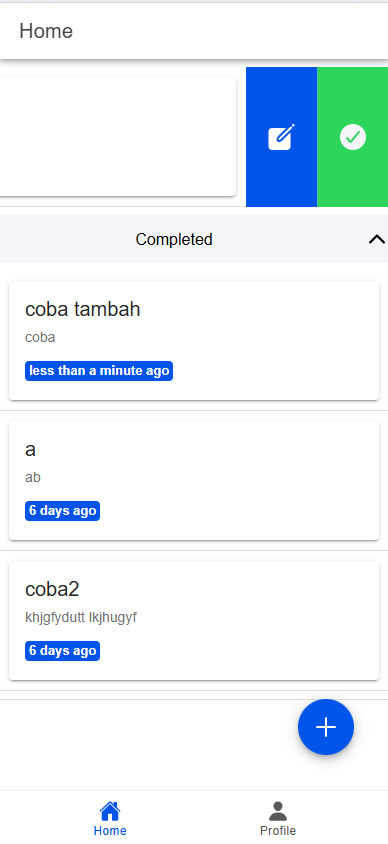 Home
Completed
coba tambah
coba
less than a minute ago
a
ab
6 days ago
coba2
khjgfydutt lkjhugyf
6 days ago
Home
Profile